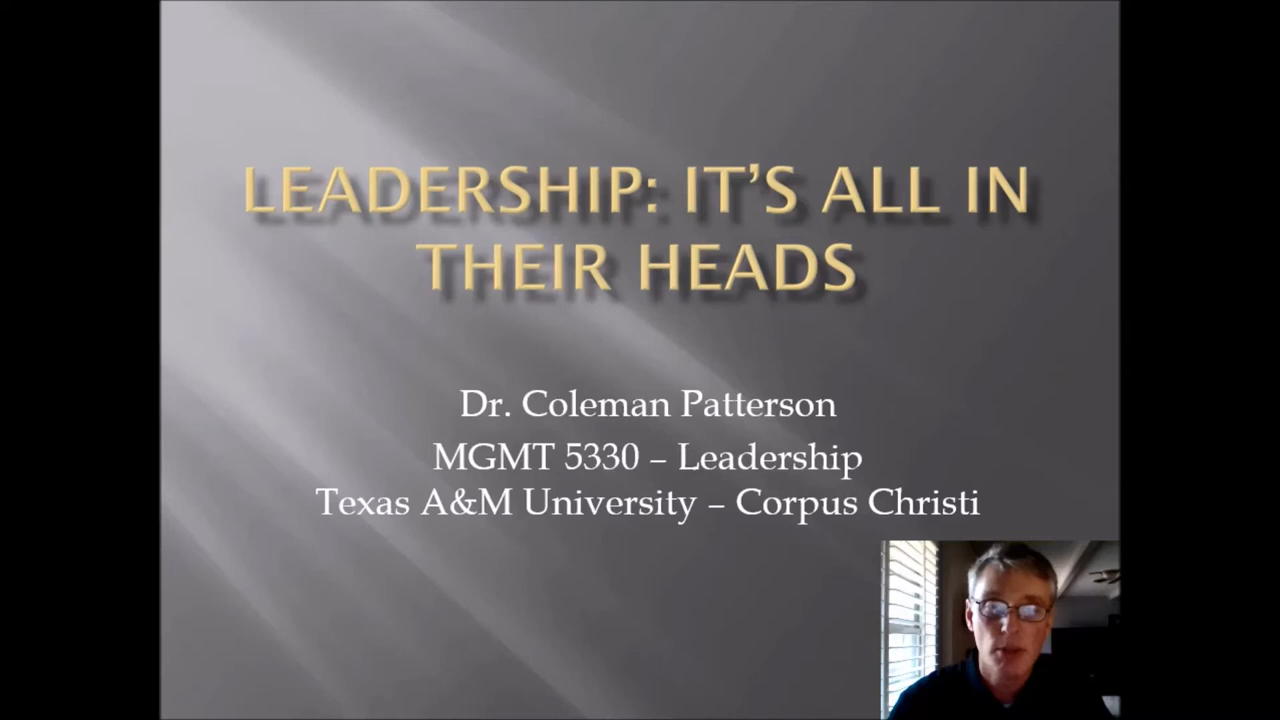 LEADERSHIP: IT'S ALL IN
THEIR HEADS
Dr. Coleman Patterson
MGMT 5330 – Leadership
Texas A&M University – Corpus Christi